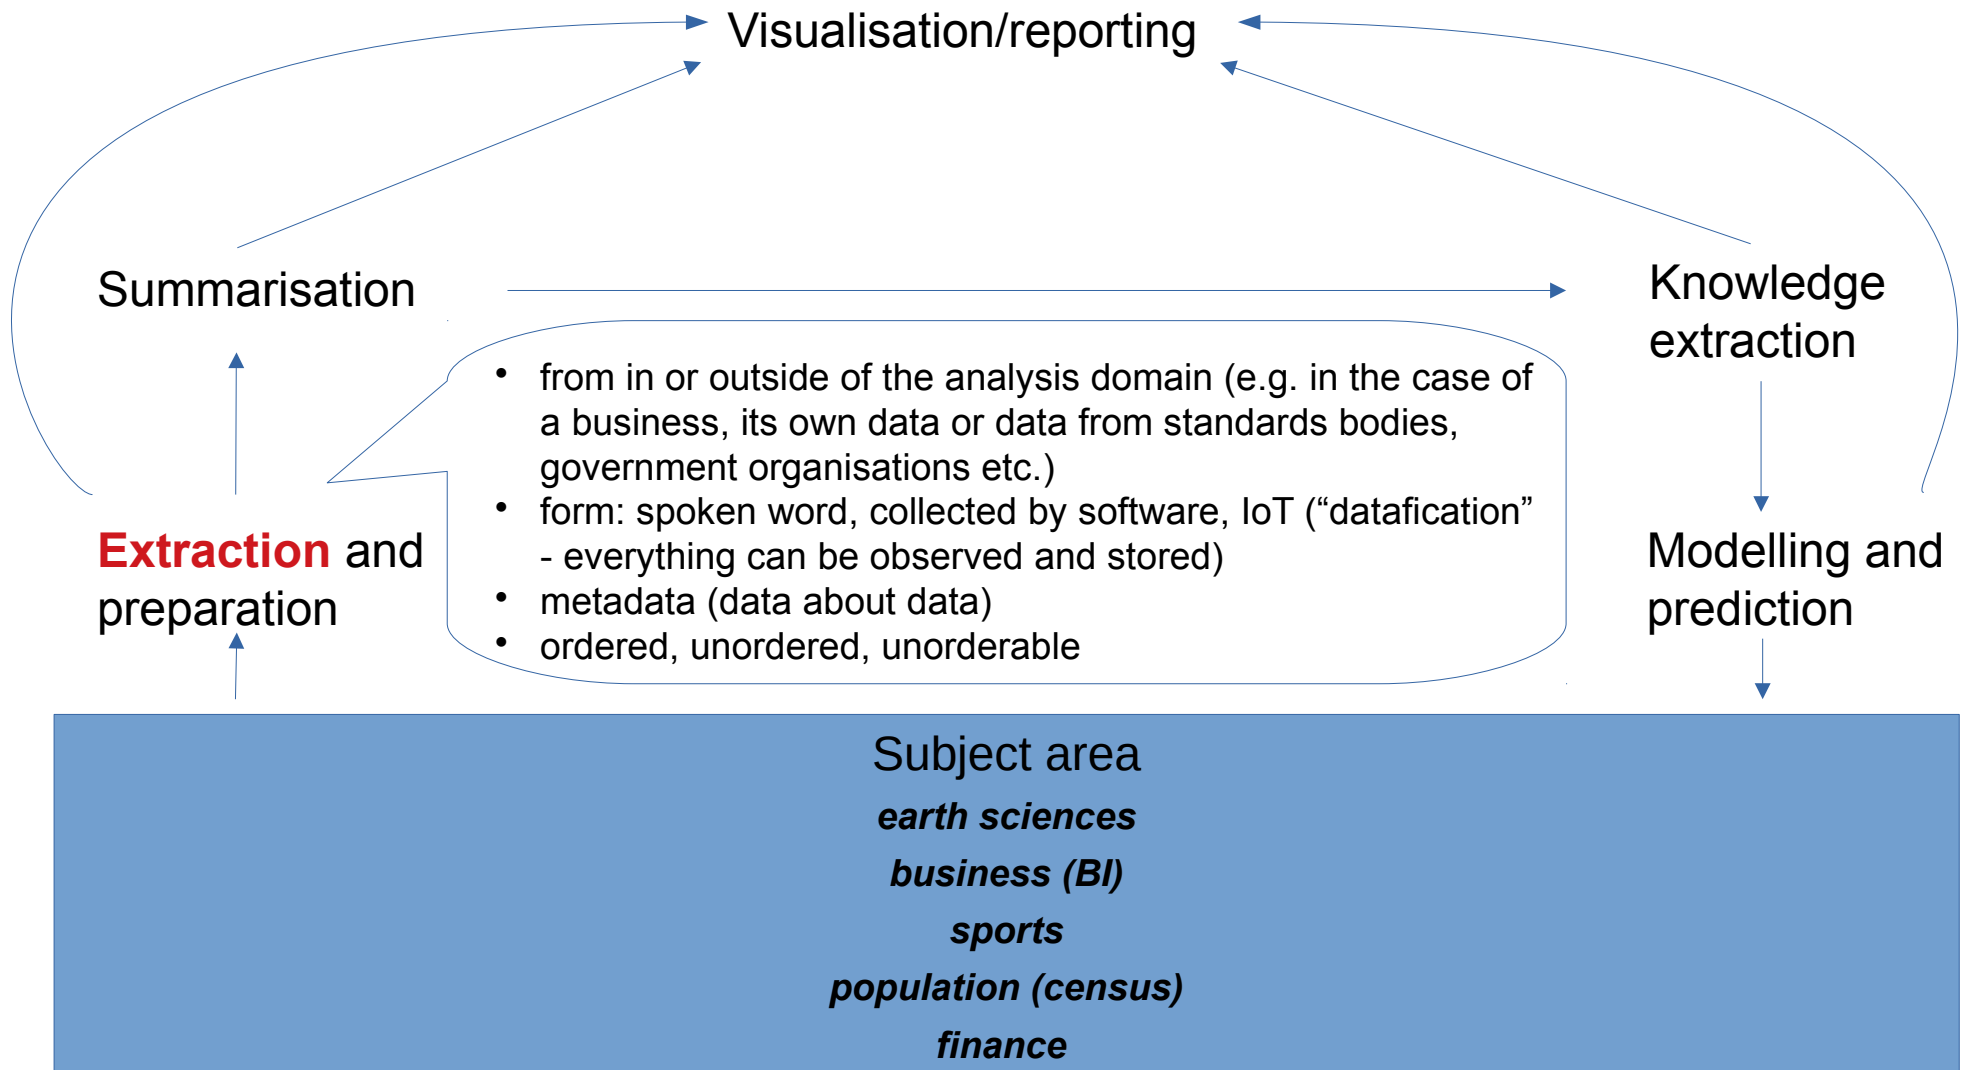 Visualisation/reporting
Summarisation
Knowledge
extraction
• from in or outside of the analysis domain (e.g. in the case of
a business, its own data or data from standards bodies,
government organisations etc.)
• form: spoken word, collected by software, IoT (“datafication”
- everything can be observed and stored)
• metadata (data about data)
• ordered, unordered, unorderable
Extraction and
preparation
Modelling and
prediction
Subject area
earth sciences
business (BI)
sports
population (census)
finance